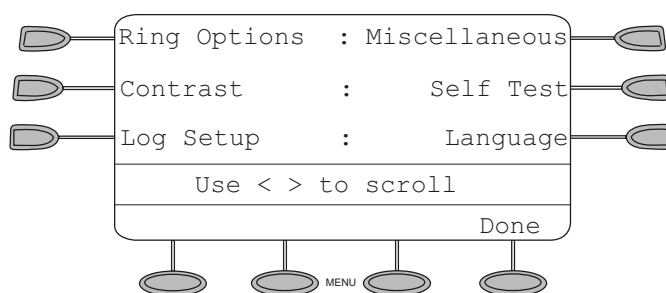 Ring Options : Miscellaneous
Contrast : Self Test
Log Setup : Language
Use < > to scroll
Done
MENU